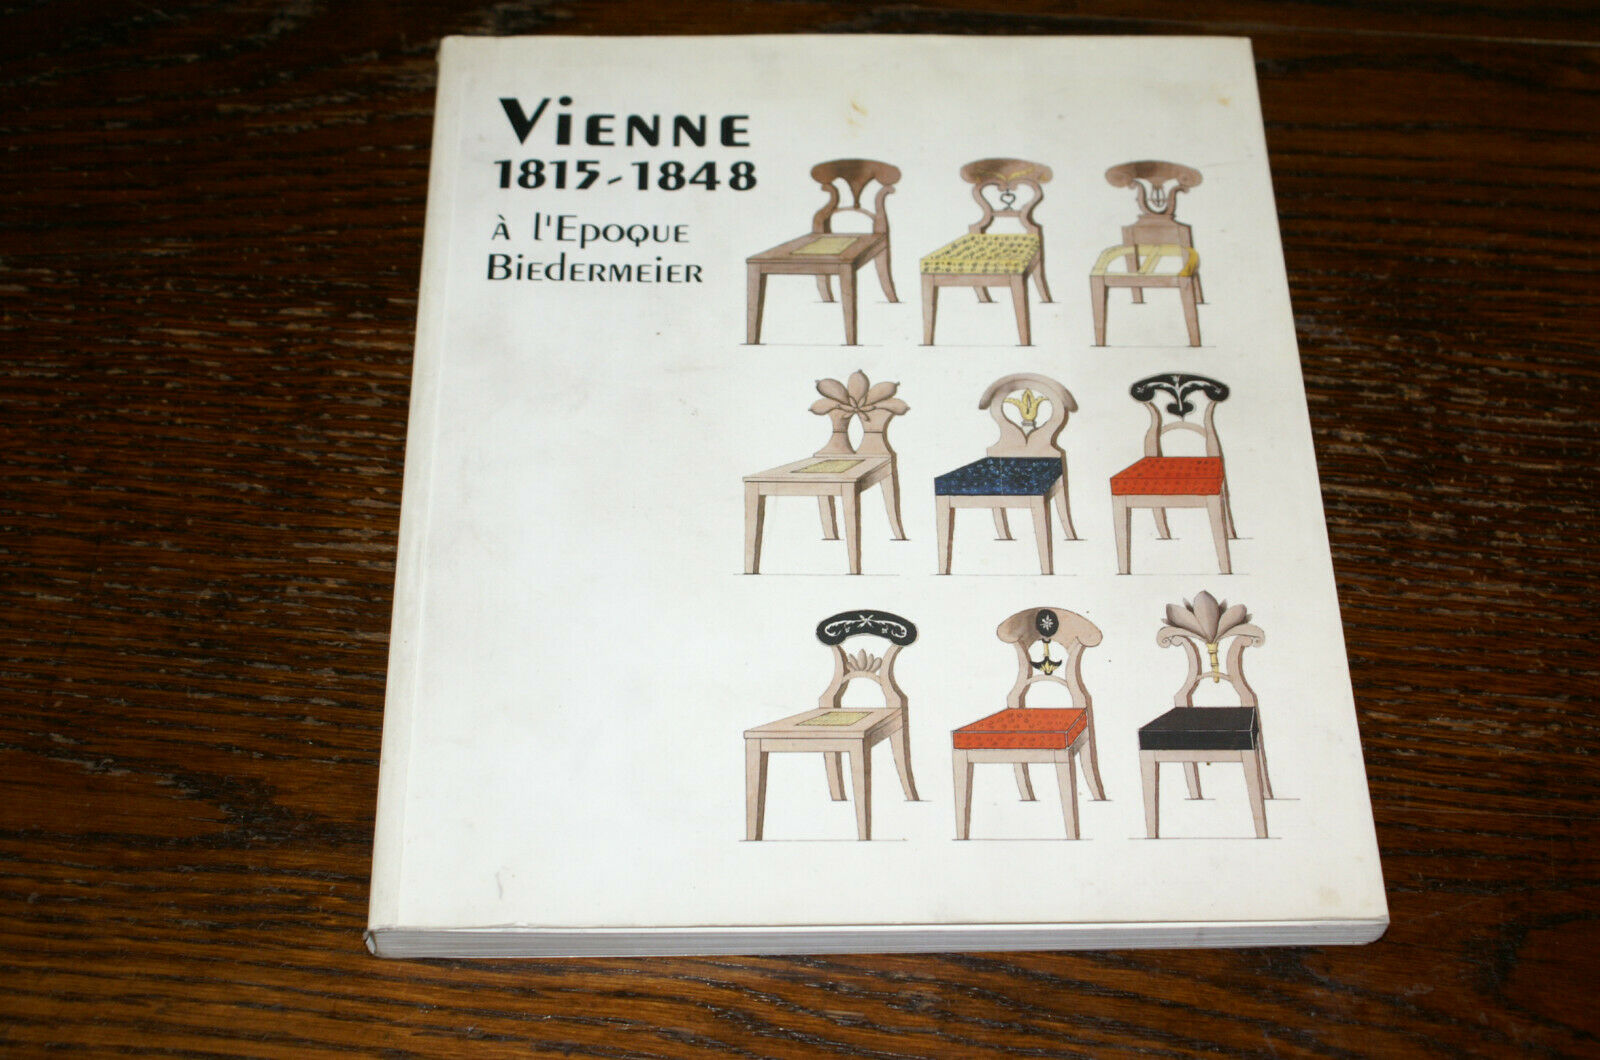 Vienne
1815-1848
à l'Epoque
Biedermeier